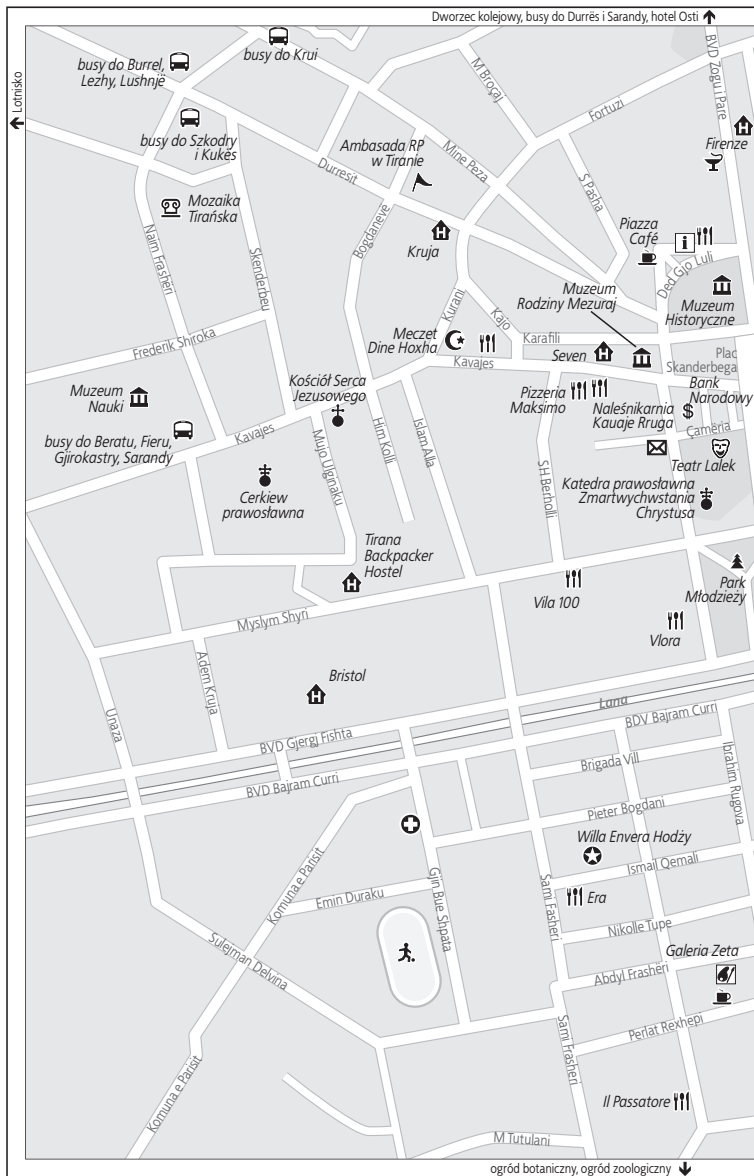 Dworzec kolejowy, busy do Durrës i Sarandy, hotel Osti
Lotnisko
busy do Krui
busy do Burrel,
Lezhy, Lushnjë
busy do Szkodry
i Kukës
M Broçaj
BVD Zogu i Pare
Fortuzi
Firenze
Ambasada RP
w Tiranie
Mine Peza
Durresit
S Pasha
Mozaika
Tirańska
Naim Frashëri
Skenderbeu
Bogdaneve
Kruja
Piazza
Café
i
Ded Gjo Luli
Muzeum
Historyczne
Muzeum
Rodziny Mezuraj
Kurani
Kajo
Karafili
Meczet
Dine Hoxha
Kavajes
Seven
Plac
Skanderbega
Frederik Shiroka
Muzeum
Nauki
Kościół Serca
Jezusowego
Pizzeria
Maksimo
Naleśnikarnia
Kauaje Rruga
Bank
Narodowy
$
busy do Beratu, Fieru,
Gjirokastry, Sarandy
Kavajes
Mujo Ulginaku
Him Kolli
Islam Alla
SH Berholli
Çamëria
Teatr Lalek
Cerkiew
prawosławna
Katedra prawosławna
Zmartwychwstania
Chrystusa
Tirana
Backpacker
Hostel
Vila 100
Park
Młodzieży
Myslym Shyri
Vlora
Adem Kruja
Unaza
Bristol
Lana
BVD Gjergj Fishta
BDV Bajram Curri
BVD Bajram Curri
Brigada Vill
Ibrahim Rugova
Pieter Bogdani
Willa Envera Hodży
Ismail Qemali
Komuna e Parisit
Emin Duraku
Gjin Bue Shpata
Sami Fasheri
Era
Nikolle Tupe
Sulejman Delvina
Galeria Zeta
Abdyl Frashëri
Perlat Rexhepi
Sami Frasheri
Komuna e Parisit
Il Passatore
M Tutulani
ogród botaniczny, ogród zoologiczny